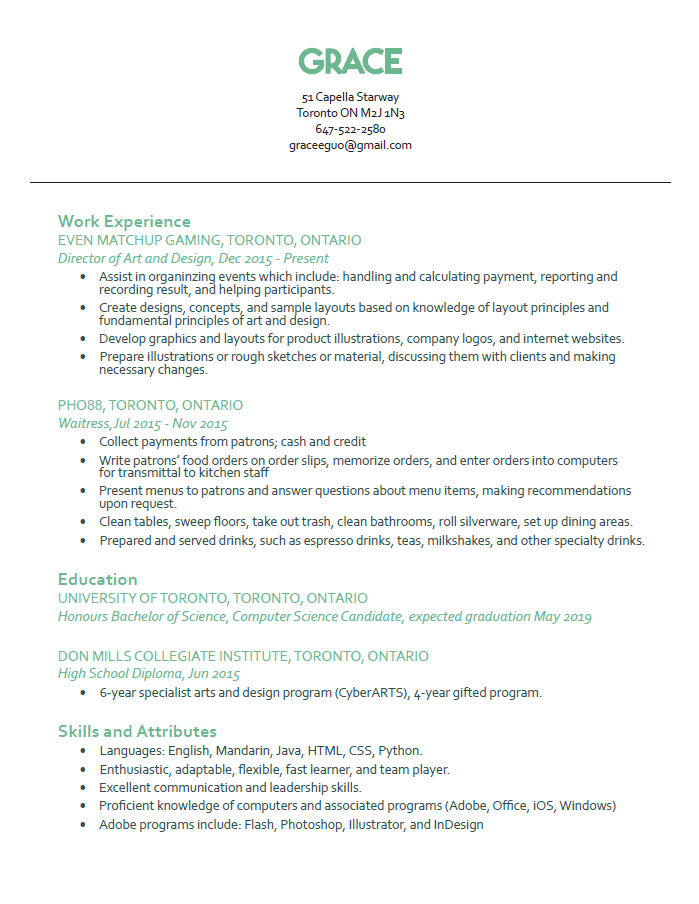 GRACE
51 Capella Starway
Toronto ON M2J 1N3
647-522-2580
graceeguo@gmail.com
Work Experience
EVEN MATCHUP GAMING, TORONTO, ONTARIO
Director of Art and Design, Dec 2015 - Present
• Assist in organinzing events which include: handling and calculating payment, reporting and
recording result, and helping participants.
• Create designs, concepts, and sample layouts based on knowledge of layout principles and
fundamental principles of art and design.
• Develop graphics and layouts for product illustrations, company logos, and internet websites.
• Prepare illustrations or rough sketches or material, discussing them with clients and making
necessary changes.
PHO88, TORONTO, ONTARIO
Waitress, Jul 2015 - Nov 2015
• Collect payments from patrons; cash and credit
• Write patrons' food orders on order slips, memorize orders, and enter orders into computers
for transmittal to kitchen staff
• Present menus to patrons and answer questions about menu items, making recommendations
upon request.
• Clean tables, sweep floors, take out trash, clean bathrooms, roll silverware, set up dining areas.
• Prepared and served drinks, such as espresso drinks, teas, milkshakes, and other specialty drinks.
Education
UNIVERSITY OF TORONTO, TORONTO, ONTARIO
Honours Bachelor of Science, Computer Science Candidate, expected graduation May 2019
DON MILLS COLLEGIATE INSTITUTE, TORONTO, ONTARIO
High School Diploma, Jun 2015
• 6-year specialist arts and design program (CyberARTS), 4-year gifted program.
Skills and Attributes
• Languages: English, Mandarin, Java, HTML, CSS, Python.
• Enthusiastic, adaptable, flexible, fast learner, and team player.
• Excellent communication and leadership skills.
• Proficient knowledge of computers and associated programs (Adobe, Office, iOS, Windows)
• Adobe programs include: Flash, Photoshop, Illustrator, and InDesign